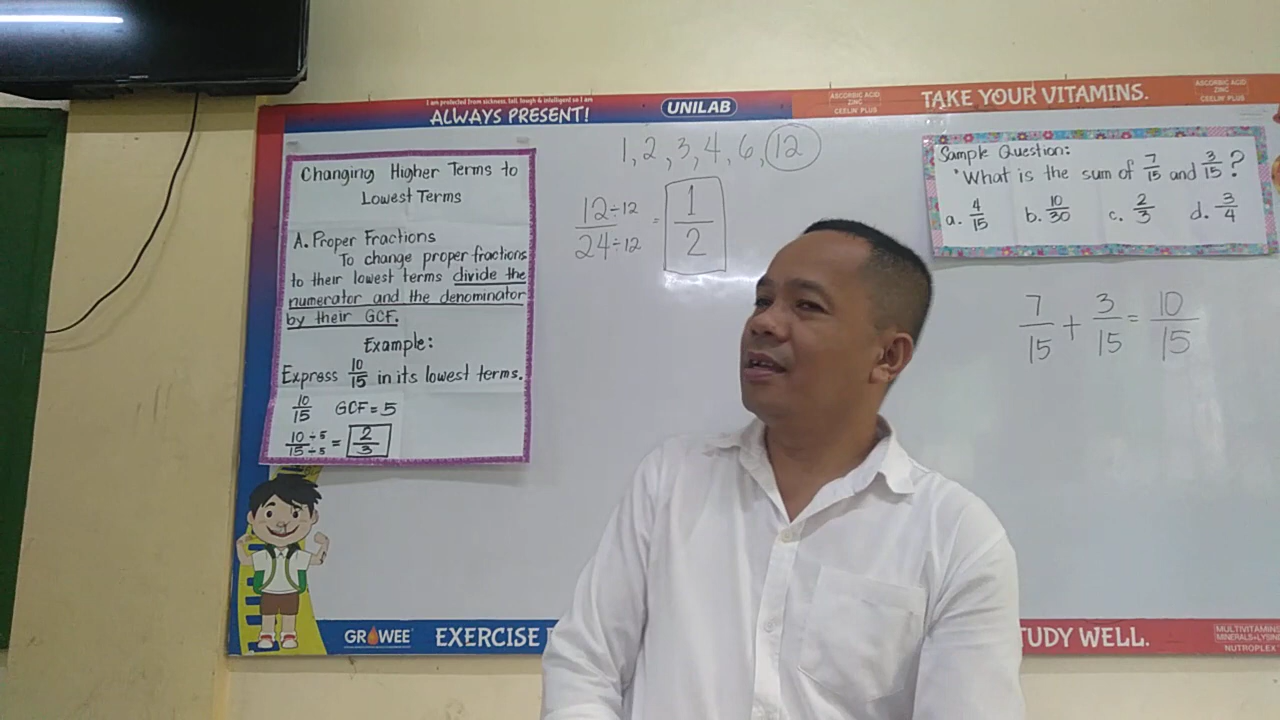 I am protected from sickness, tall, tough & intelligent so I am
ALWAYS PRESENT!
UNILAB
ASCORBIC ACID
ZINC
CEELIN PLUS
TAKE YOUR VITAMINS.
ASCORBIC ACID
ZINC
CEELIN PLUS
Changing Higher Terms to
Lowest Terms
A. Proper Fractions
To change proper fractions
to their lowest terms divide the
numerator and the denominator
by their GCF.
Example:
Express 10/15 in its lowest terms.
10/15 GCF = 5
10÷5/15÷5 = 2/3
1, 2, 3, 4, 6, 12
12÷12/24÷12 = 1/2
Sample Question:
"What is the sum of 7/15 and 3/15?
a. 4/15 b. 10/30 c. 2/3 d. 3/4
7/15 + 3/15 = 10/15
GROWEE
EXERCISE
TUDY WELL.
MULTIVITAMINS
MINERALS+LYSINE
NUTROPLEX